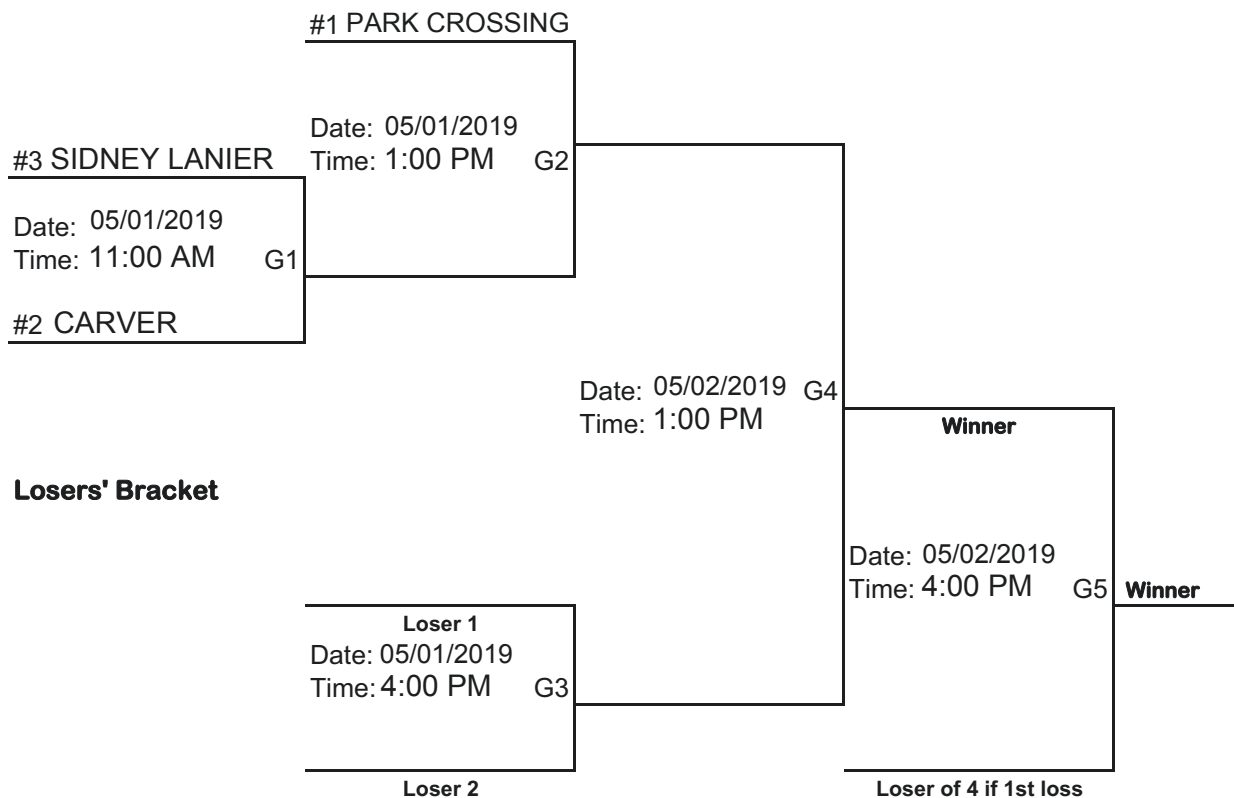 #1 PARK CROSSING
Date: 05/01/2019
Time: 1:00 PM G2
#3 SIDNEY LANIER
Date: 05/01/2019
Time: 11:00 AM G1
#2 CARVER
Date: 05/02/2019 G4
Time: 1:00 PM
Winner
Losers' Bracket
Date: 05/02/2019
Time: 4:00 PM G5 Winner
Loser 1
Date: 05/01/2019
Time: 4:00 PM G3
Loser 2
Loser of 4 if 1st loss